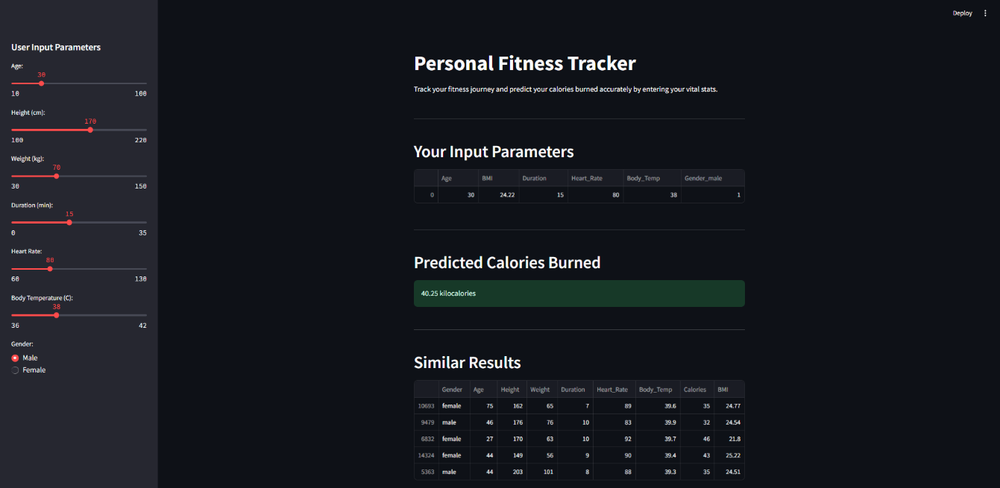 Deploy
User Input Parameters
Age:
30
10 100
Height (cm):
170
100 220
Weight (kg):
70
30 150
Duration (min):
15
0 35
Heart Rate:
80
60 130
Body Temperature (C):
38
36 42
Gender:
Male
Female
Personal Fitness Tracker
Track your fitness journey and predict your calories burned accurately by entering your vital stats.
Your Input Parameters
Age BMI Duration Heart_Rate Body_Temp Gender_male
0 30 24.22 15 80 38 1
Predicted Calories Burned
40.25 kilocalories
Similar Results
Gender Age Height Weight Duration Heart_Rate Body_Temp Calories BMI
10693 female 75 162 65 7 89 39.6 35 24.77
9479 male 46 176 76 10 83 39.9 32 24.54
6832 female 27 170 63 10 92 39.7 46 21.8
14324 female 44 149 56 9 90 39.4 43 25.22
5363 male 44 203 101 8 88 39.3 35 24.51